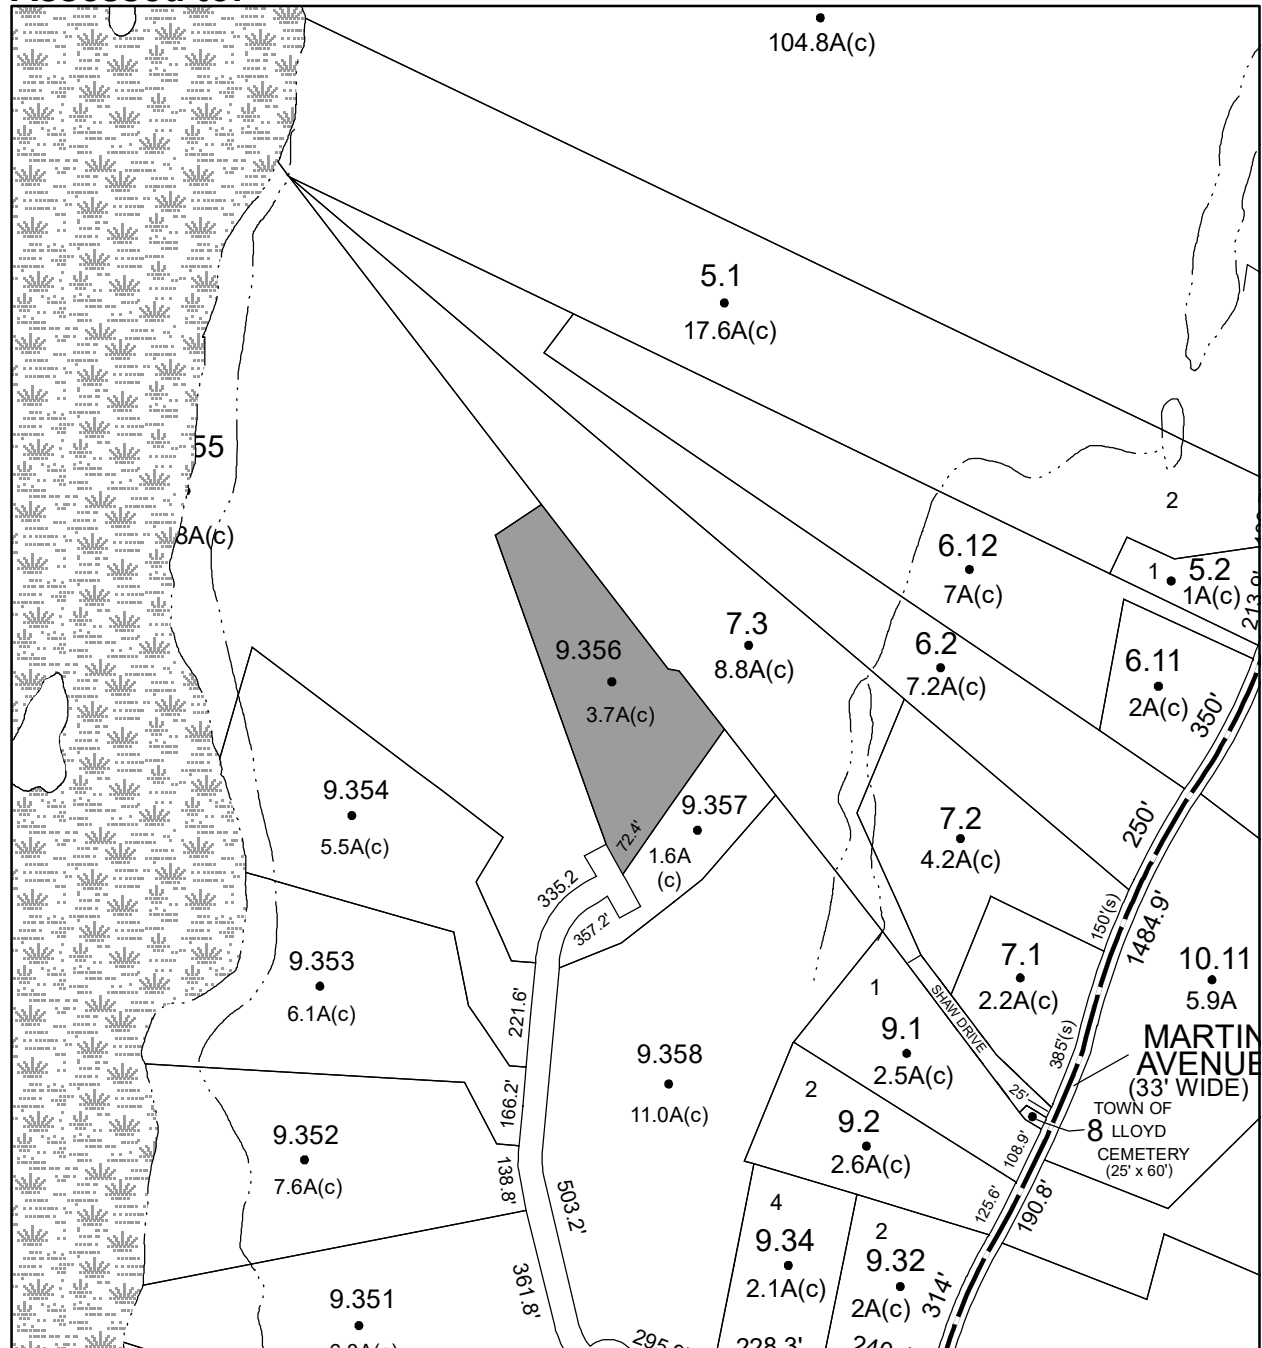 104.8A(c)
5.1
17.6A(c)
55
8A(c)
2
6.12
7A(c)
1
5.2
1A(c)
213.9'
9.356
3.7A(c)
7.3
8.8A(c)
6.2
7.2A(c)
6.11
2A(c)
350'
9.354
5.5A(c)
9.357
1.6A
(c)
72.4'
7.2
4.2A(c)
250'
335.2'
357.2'
150'(s)
1484.9'
9.353
6.1A(c)
221.6'
1
SHAW DRIVE
7.1
2.2A(c)
10.11
5.9A
9.1
2.5A(c)
385'(s)
MARTIN
AVENUE
(33' WIDE)
9.358
11.0A(c)
166.2'
2
25'
TOWN OF
8 LLOYD
CEMETERY
(25' x 60')
9.2
2.6A(c)
108.9'
9.352
7.6A(c)
138.8'
503.2'
125.6'
190.8'
4
9.34
2.1A(c)
2
9.32
2A(c)
314'
9.351
361.8'
228.3'